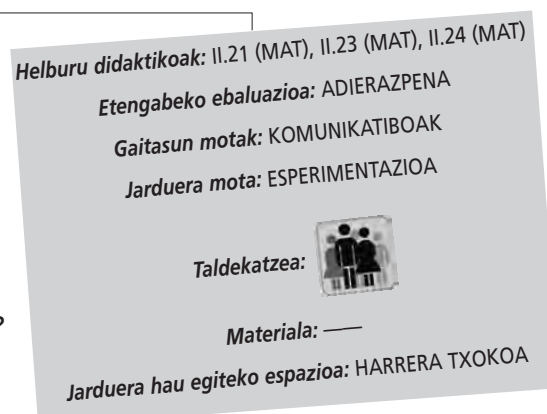 Helburu didaktikoak: II.21 (MAT), II.23 (MAT), II.24 (MAT)
Etengabeko ebaluazioa: ADIERAZPENA
Gaitasun motak: KOMUNIKATIBOAK
Jarduera mota: ESPERIMENTAZIOA
Taldekatzea:
?
Materiala: ——
Jarduera hau egiteko espazioa: HARRERA TXOKOA